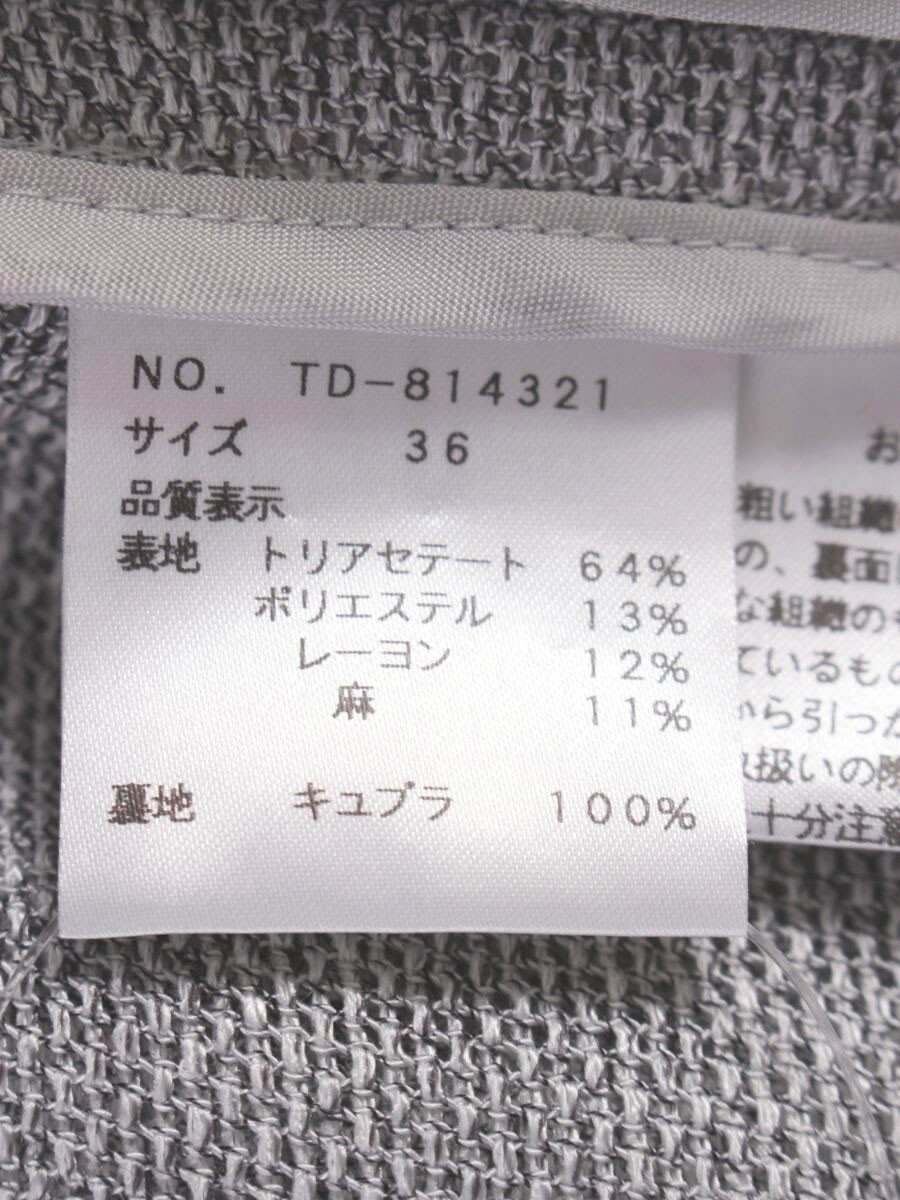 NO. TD-814321
サイズ 36
品質表示
表地 トリアセテート 64%
ポリエステル 13%
レーヨン 12%
麻 11%
裏地 キュプラ 100%
お
粗い組織
の、裏面
な組織の
ているもの
から引っか
取扱いの際
十分注意